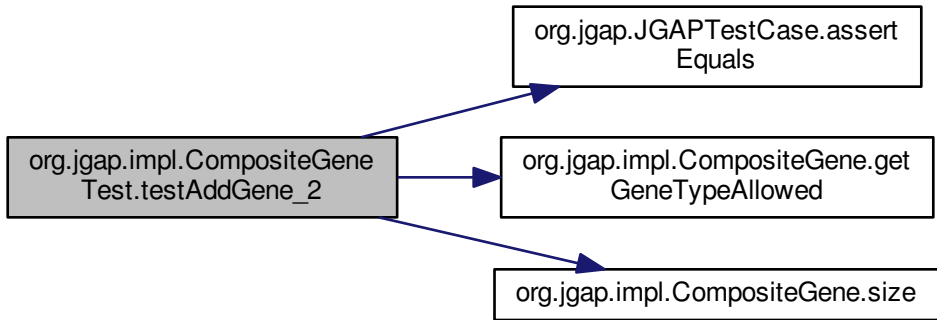 org.jgap.JGAPTestCase.assert
Equals
org.jgap.impl.CompositeGene
Test.testAddGene_2
org.jgap.impl.CompositeGene.get
GeneTypeAllowed
org.jgap.impl.CompositeGene.size